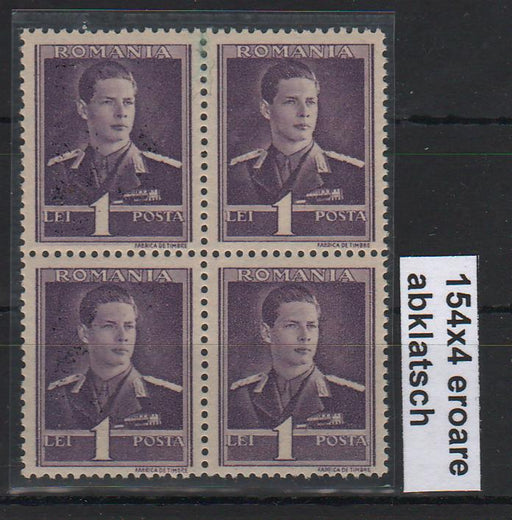 ROMANIA
LEI 1 POSTA
FABRICA DE TIMBRE
ROMANIA
LEI 1 POSTA
FABRICA DE TIMBRE
ROMANIA
LEI 1 POSTA
FABRICA DE TIMBRE
ROMANIA
LEI 1 POSTA
FABRICA DE TIMBRE
154x4 eroare
abklatsch